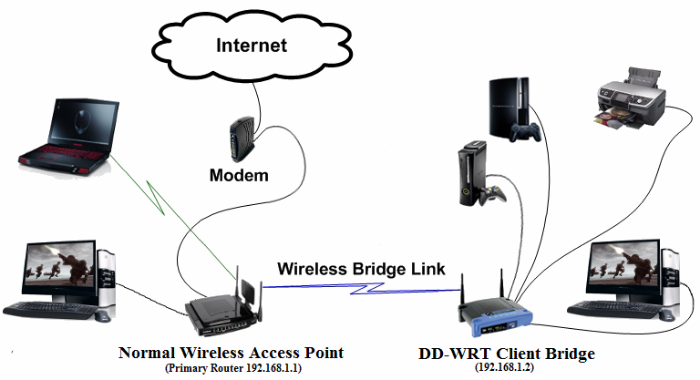 Internet
Modem
Wireless Bridge Link
Normal Wireless Access Point
(Primary Router 192.168.1.1)
DD-WRT Client Bridge
(192.168.1.2)